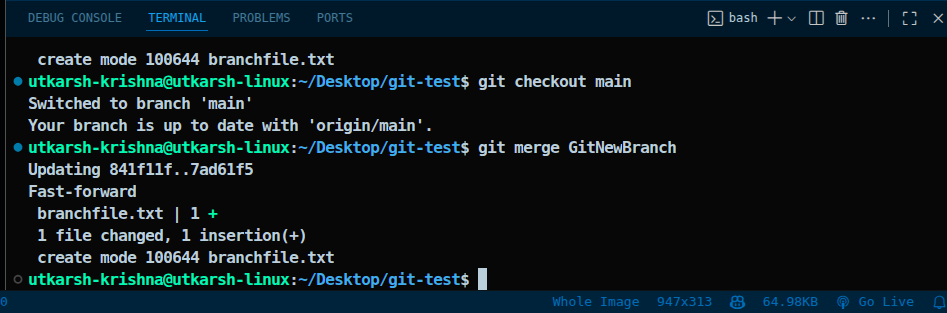 DEBUG CONSOLE TERMINAL PROBLEMS PORTS bash
create mode 100644 branchfile.txt
utkarsh-krishna@utkarsh-linux:~/Desktop/git-test$ git checkout main
Switched to branch 'main'
Your branch is up to date with 'origin/main'.
utkarsh-krishna@utkarsh-linux:~/Desktop/git-test$ git merge GitNewBranch
Updating 841f11f..7ad61f5
Fast-forward
branchfile.txt | 1 +
1 file changed, 1 insertion(+)
create mode 100644 branchfile.txt
utkarsh-krishna@utkarsh-linux:~/Desktop/git-test$
0 Whole Image 947x313 64.98KB Go Live